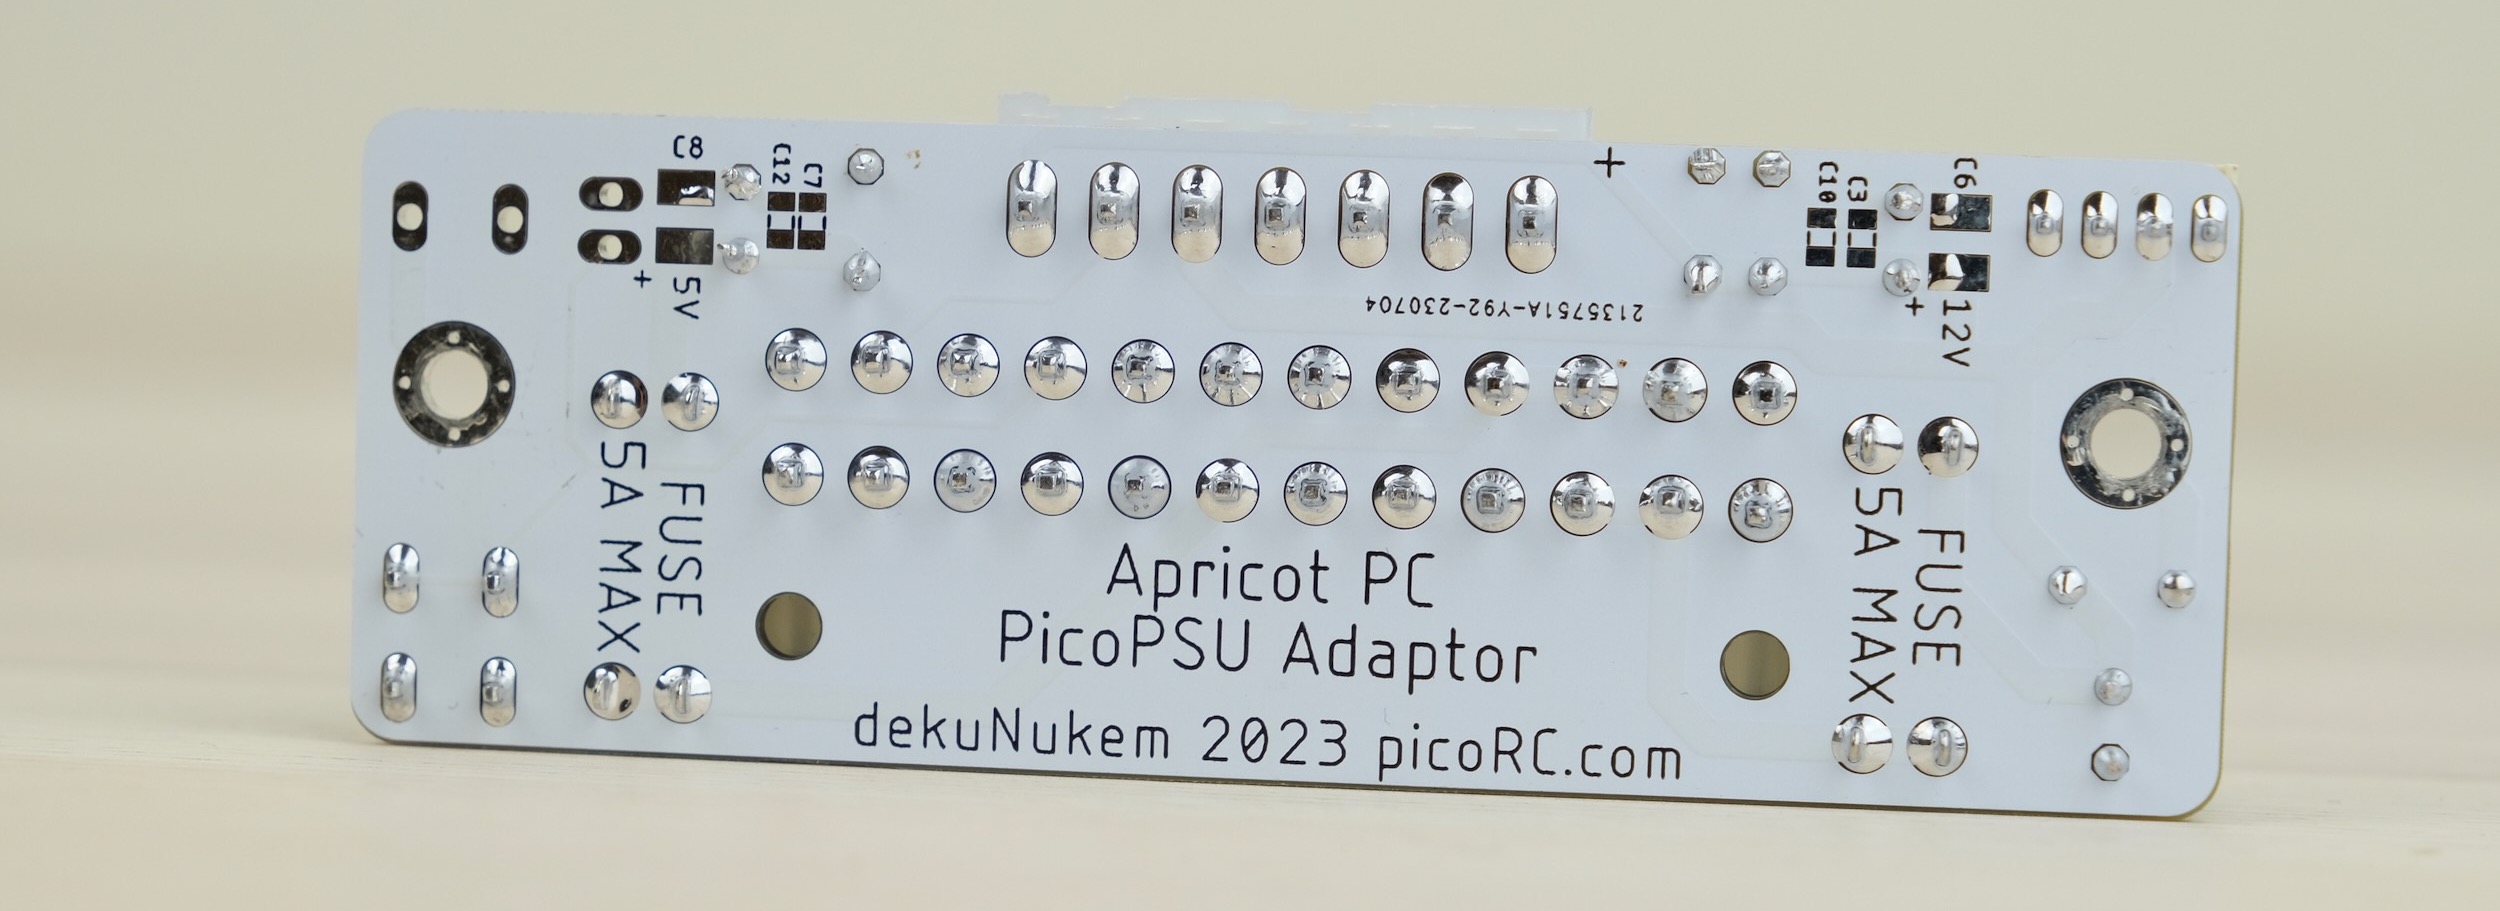 C8
C12
C7
+
5V
+
C10
C3
C6
+
12V
2135751A-Y92-230704
FUSE
5A MAX
FUSE
5A MAX
Apricot PC
PicoPSU Adaptor
dekuNukem 2023 picoRC.com